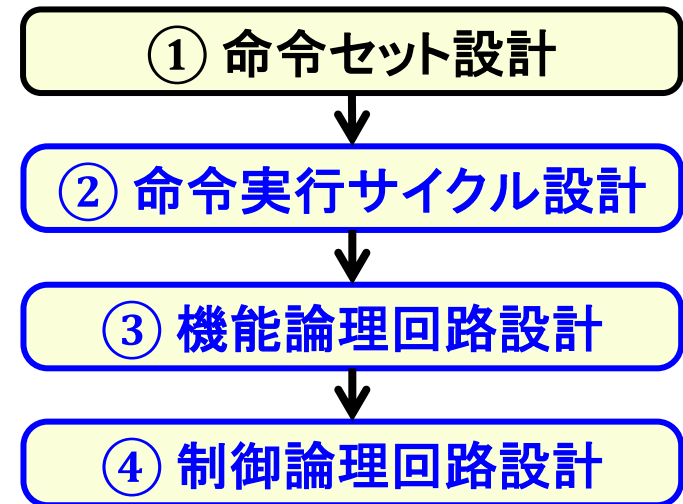 ① 命令セット設計
② 命令実行サイクル設計
③ 機能論理回路設計
④ 制御論理回路設計